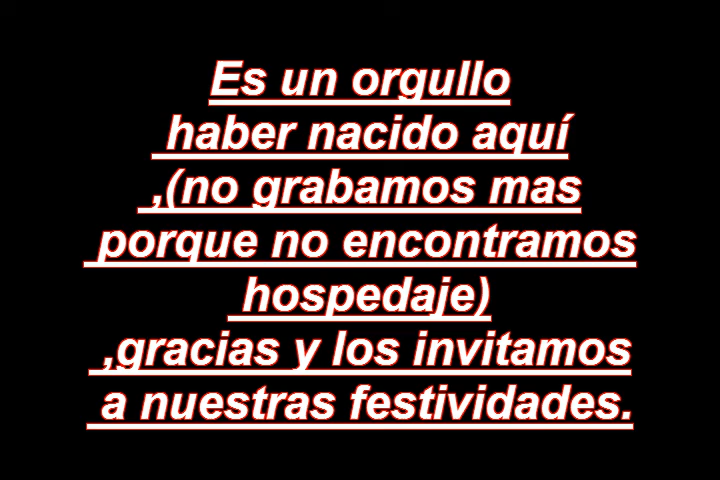 Es un orgullo
haber nacido aquí
,(no grabamos mas
porque no encontramos
hospedaje)
,gracias y los invitamos
a nuestras festividades.